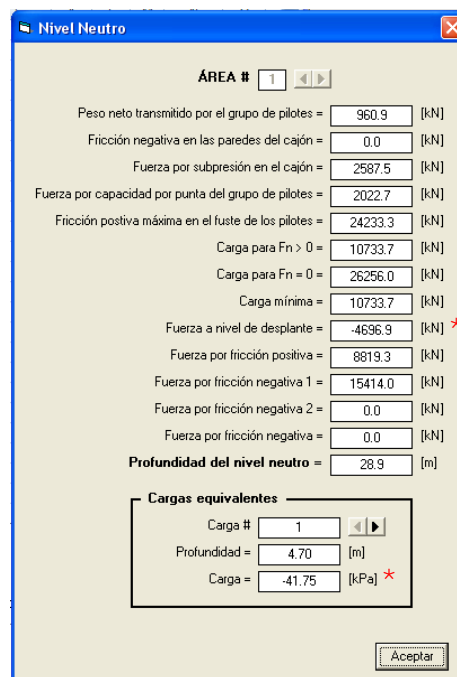 Nivel Neutro
ÁREA # 1
Peso neto transmitido por el grupo de pilotes = 960.9 [kN]
Fricción negativa en las paredes del cajón = 0.0 [kN]
Fuerza por subpresión en el cajón = 2587.5 [kN]
Fuerza por capacidad por punta del grupo de pilotes = 2022.7 [kN]
Fricción postiva máxima en el fuste de los pilotes = 24233.3 [kN]
Carga para Fn > 0 = 10733.7 [kN]
Carga para Fn = 0 = 26256.0 [kN]
Carga mínima = 10733.7 [kN]
Fuerza a nivel de desplante = -4696.9 [kN] *
Fuerza por fricción positiva = 8819.3 [kN]
Fuerza por fricción negativa 1 = 15414.0 [kN]
Fuerza por fricción negativa 2 = 0.0 [kN]
Fuerza por fricción negativa = 0.0 [kN]
Profundidad del nivel neutro = 28.9 [m]
Cargas equivalentes
Carga # 1
Profundidad = 4.70 [m]
Carga = -41.75 [kPa] *
Aceptar